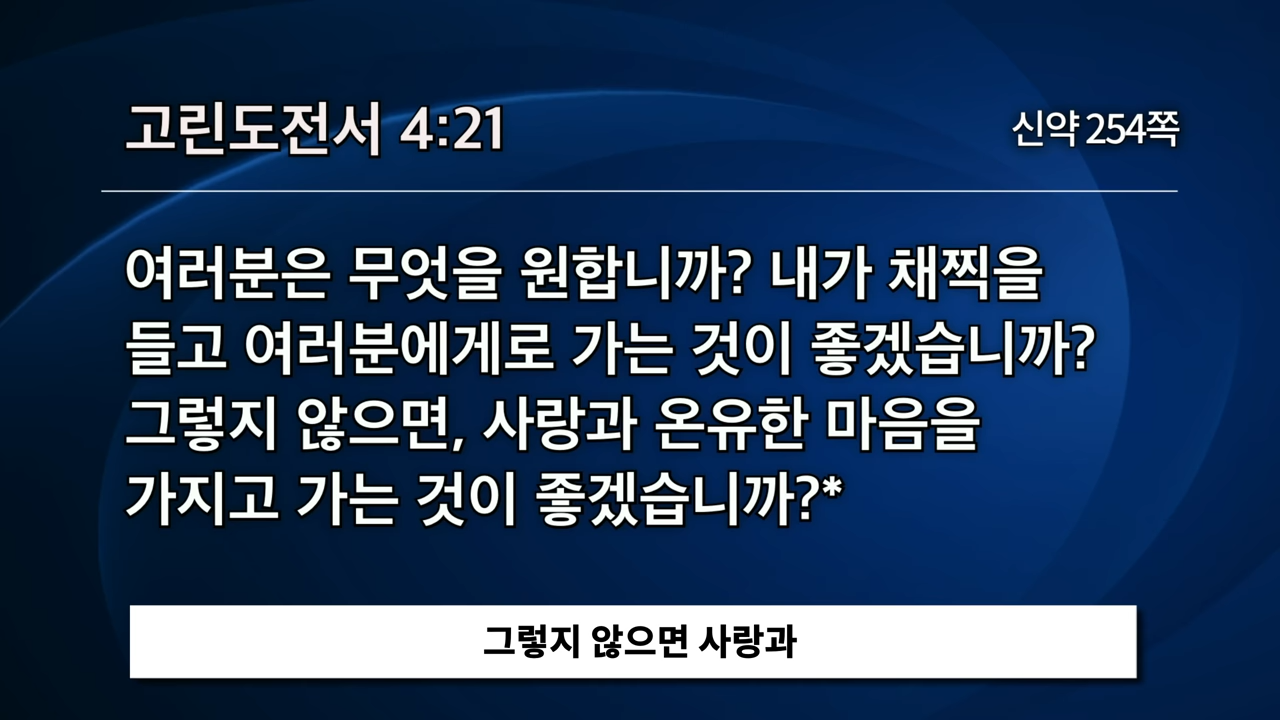 고린도전서 4:21
신약 254쪽
여러분은 무엇을 원합니까? 내가 채찍을
들고 여러분에게로 가는 것이 좋겠습니까?
그렇지 않으면, 사랑과 온유한 마음을
가지고 가는 것이 좋겠습니까?*
그렇지 않으면 사랑과